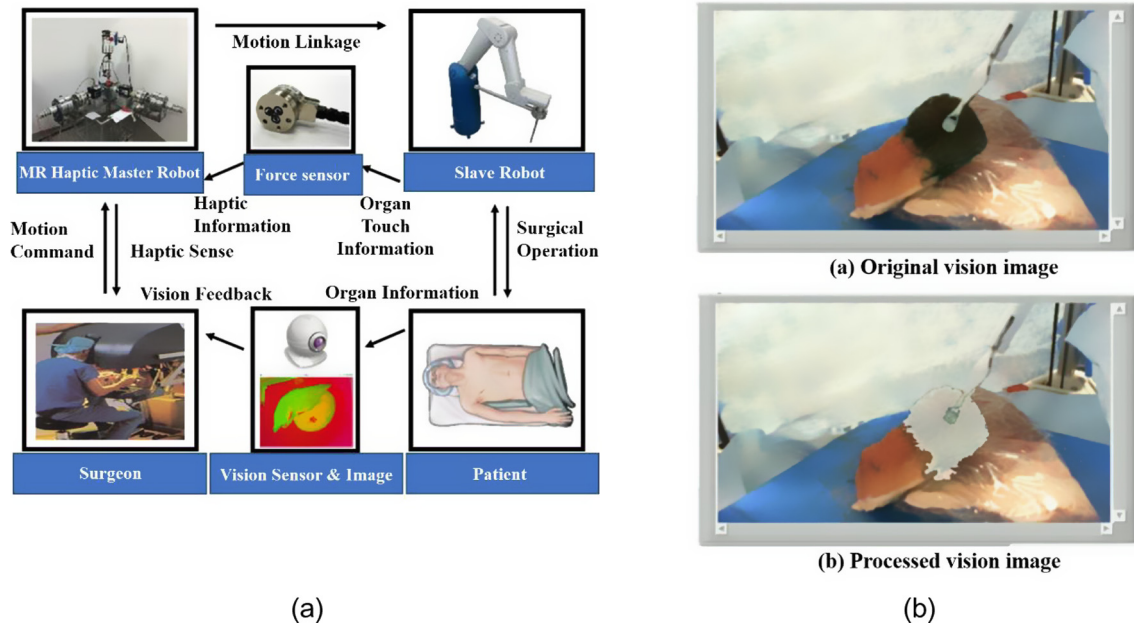 Motion Linkage
MR Haptic Master Robot
Force sensor
Slave Robot
Haptic
Information
Organ
Touch
Information
Motion
Command
Haptic Sense
Surgical
Operation
Vision Feedback
Organ Information
Surgeon
Vision Sensor & Image
Patient
(a)
(a) Original vision image
(b) Processed vision image
(b)